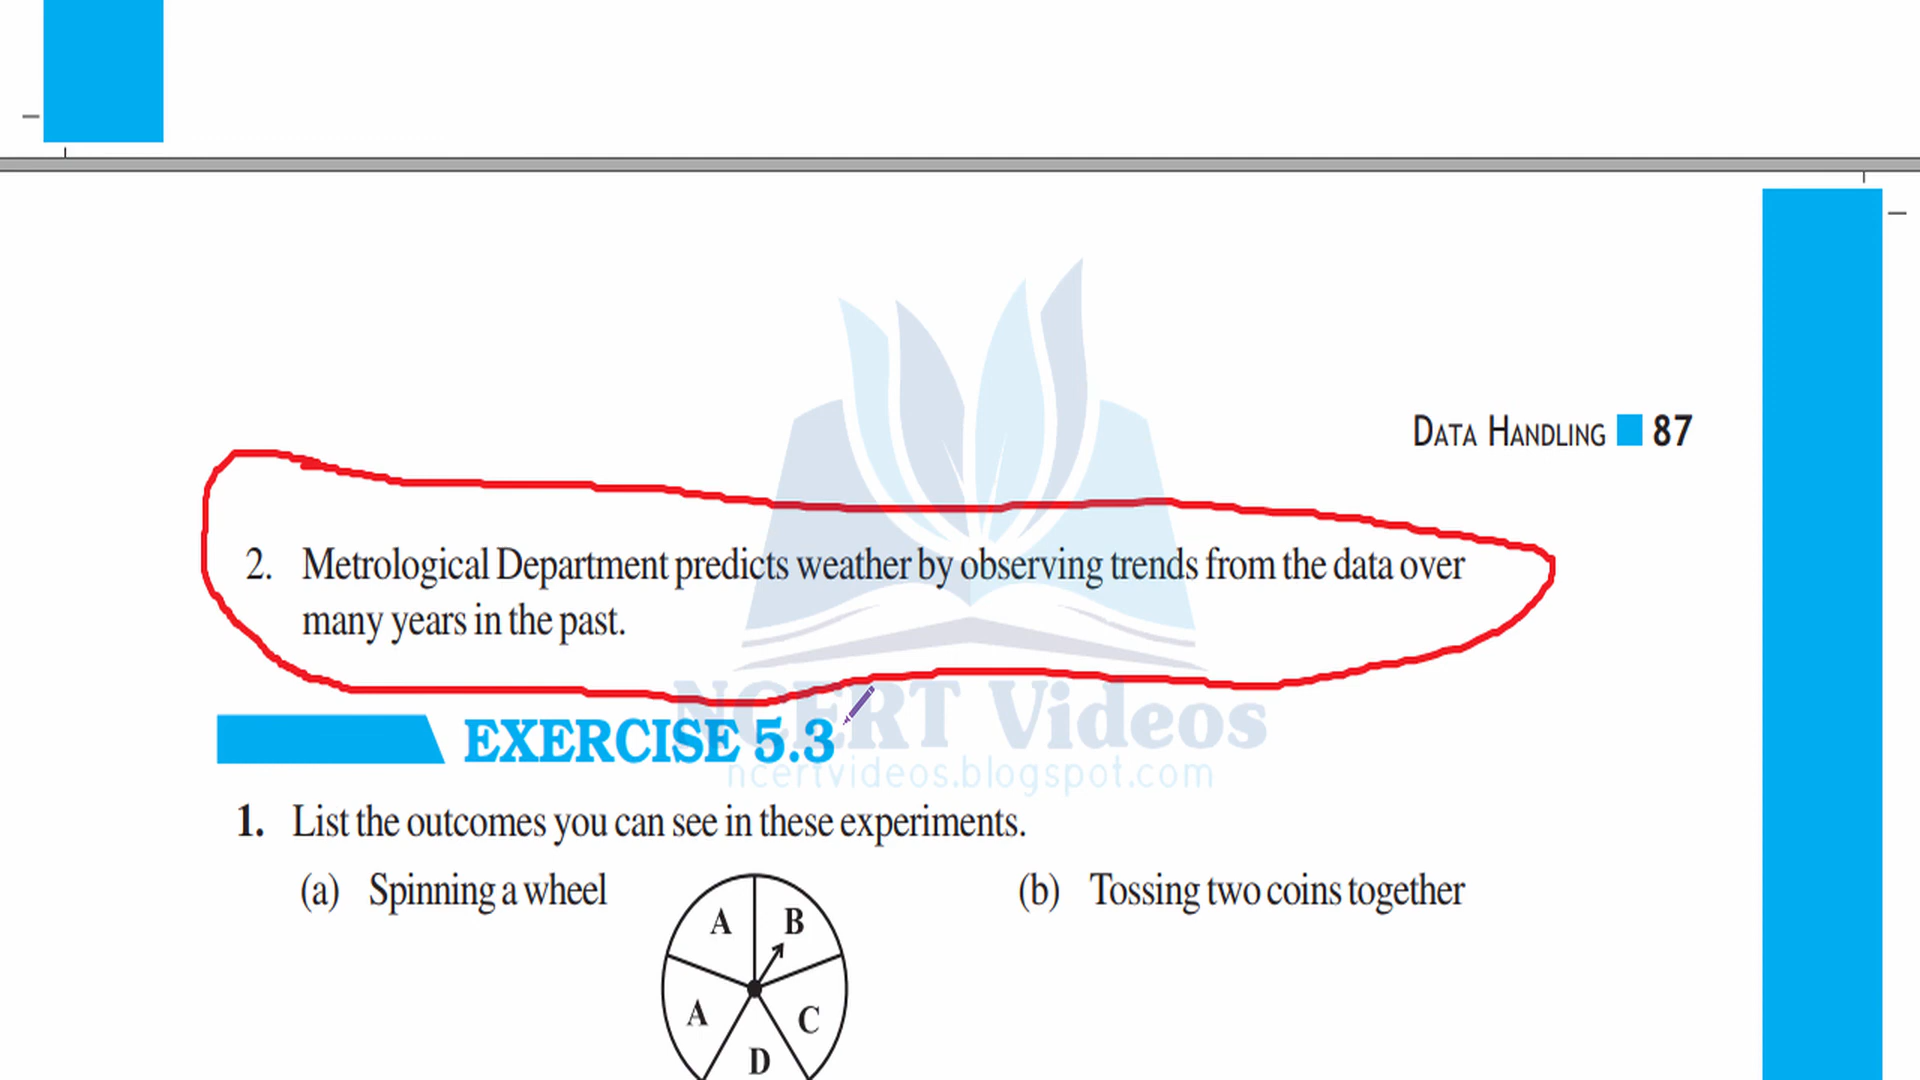 DATA HANDLING 87
2. Metrological Department predicts weather by observing trends from the data over
many years in the past.
NCERT Videos
EXERCISE 5.3
ncertvideos.blogspot.com
1. List the outcomes you can see in these experiments.
(a) Spinning a wheel (b) Tossing two coins together
A B
A C
D